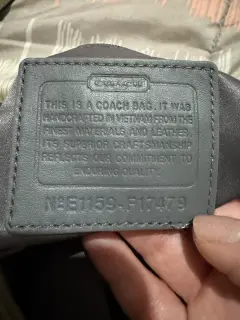 THIS IS A COACH BAG. IT WAS
HANDCRAFTED IN VIETNAM FROM THE
FINEST MATERIALS AND LEATHER.
ITS SUPERIOR CRAFTSMANSHIP
REFLECTS OUR COMMITMENT TO
ENDURING QUALITY.
Nº E1159-F17479